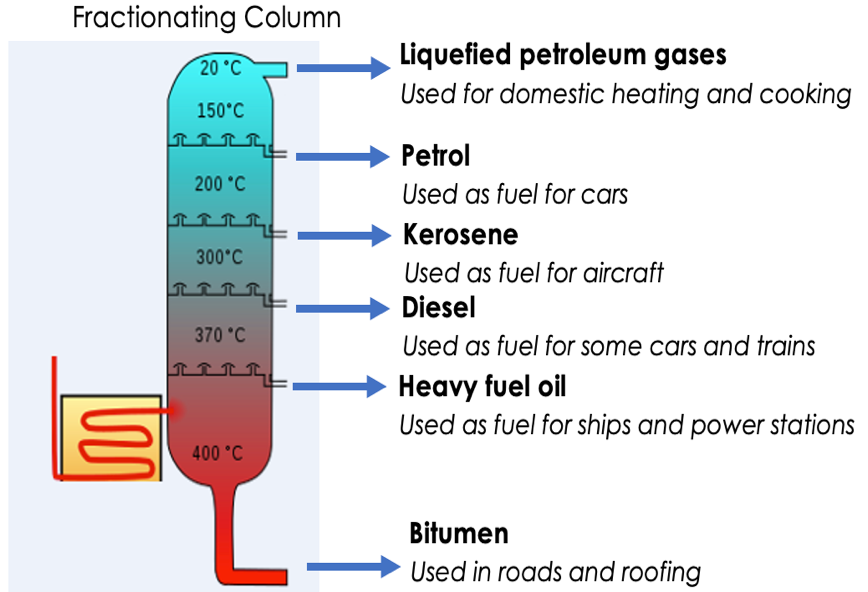 Fractionating Column
20 °C
Liquefied petroleum gases
Used for domestic heating and cooking
150°C
Petrol
200 °C
Used as fuel for cars
Kerosene
300°C
Used as fuel for aircraft
Diesel
370 °C
Used as fuel for some cars and trains
Heavy fuel oil
Used as fuel for ships and power stations
400 °C
Bitumen
Used in roads and roofing